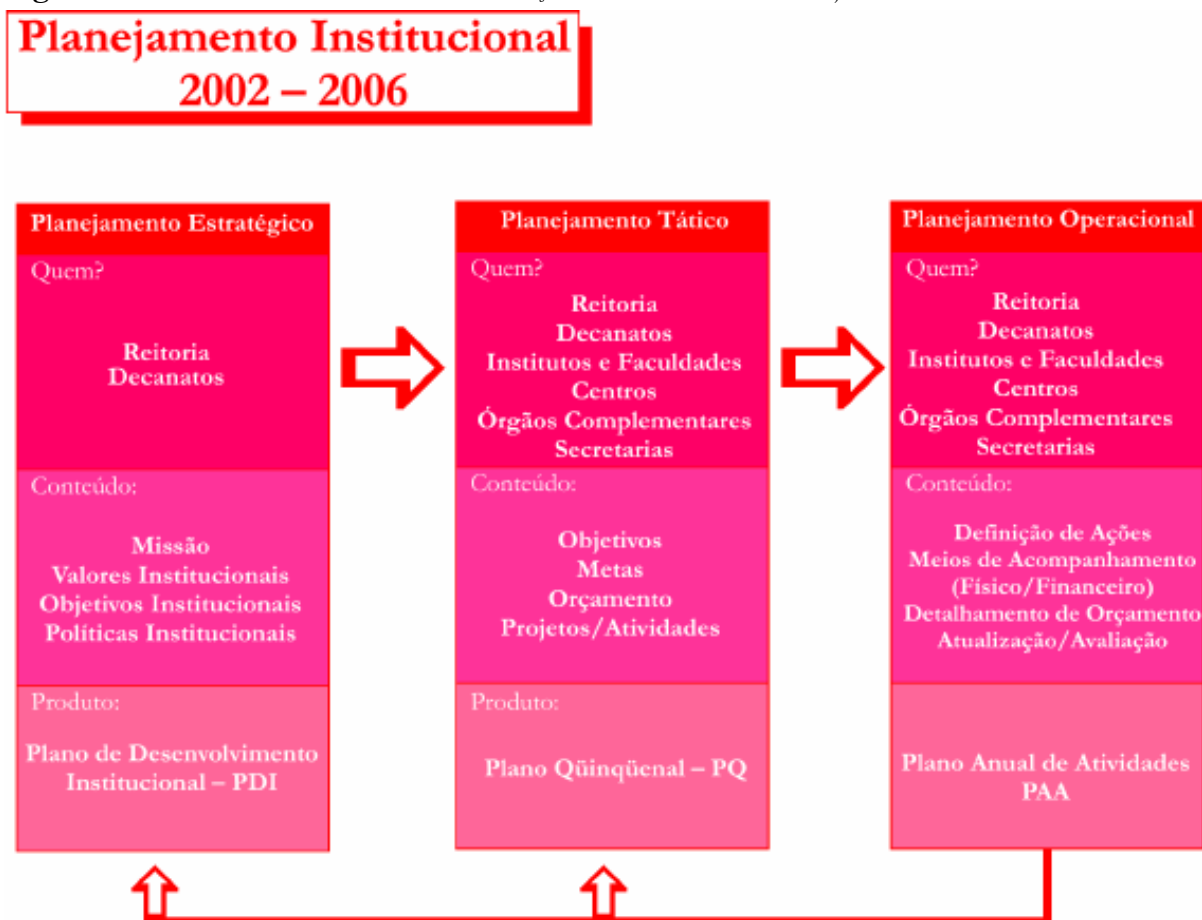 Planejamento Institucional
2002 – 2006
Planejamento Estratégico
Quem?
Reitoria
Decanatos
Conteúdo:
Missão
Valores Institucionais
Objetivos Institucionais
Políticas Institucionais
Produto:
Plano de Desenvolvimento
Institucional – PDI
Planejamento Tático
Quem?
Reitoria
Decanatos
Institutos e Faculdades
Centros
Órgãos Complementares
Secretarias
Conteúdo:
Objetivos
Metas
Orçamento
Projetos/Atividades
Produto:
Plano Qüinqüenal – PQ
Planejamento Operacional
Quem?
Reitoria
Decanatos
Institutos e Faculdades
Centros
Órgãos Complementares
Secretarias
Conteúdo:
Definição de Ações
Meios de Acompanhamento
(Físico/Financeiro)
Detalhamento de Orçamento
Atualização/Avaliação
Plano Anual de Atividades
PAA